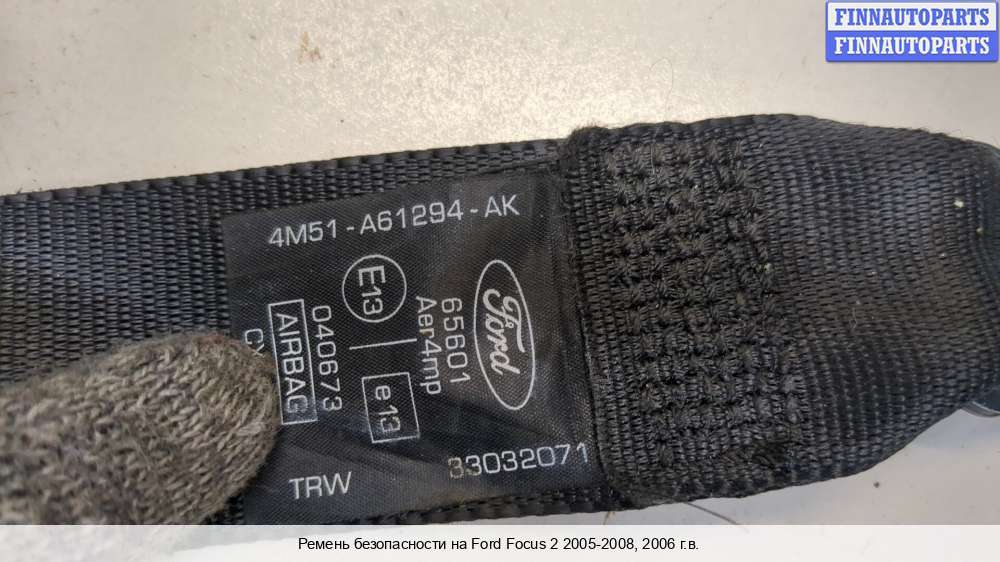 FINNAUTOPARTS
FINNAUTOPARTS
4M51-A61294-AK
Ford
65601
Aer4mp
E13
e13
040673
AIRBAG
TRW
33032071
Ремень безопасности на Ford Focus 2 2005-2008, 2006 г.в.